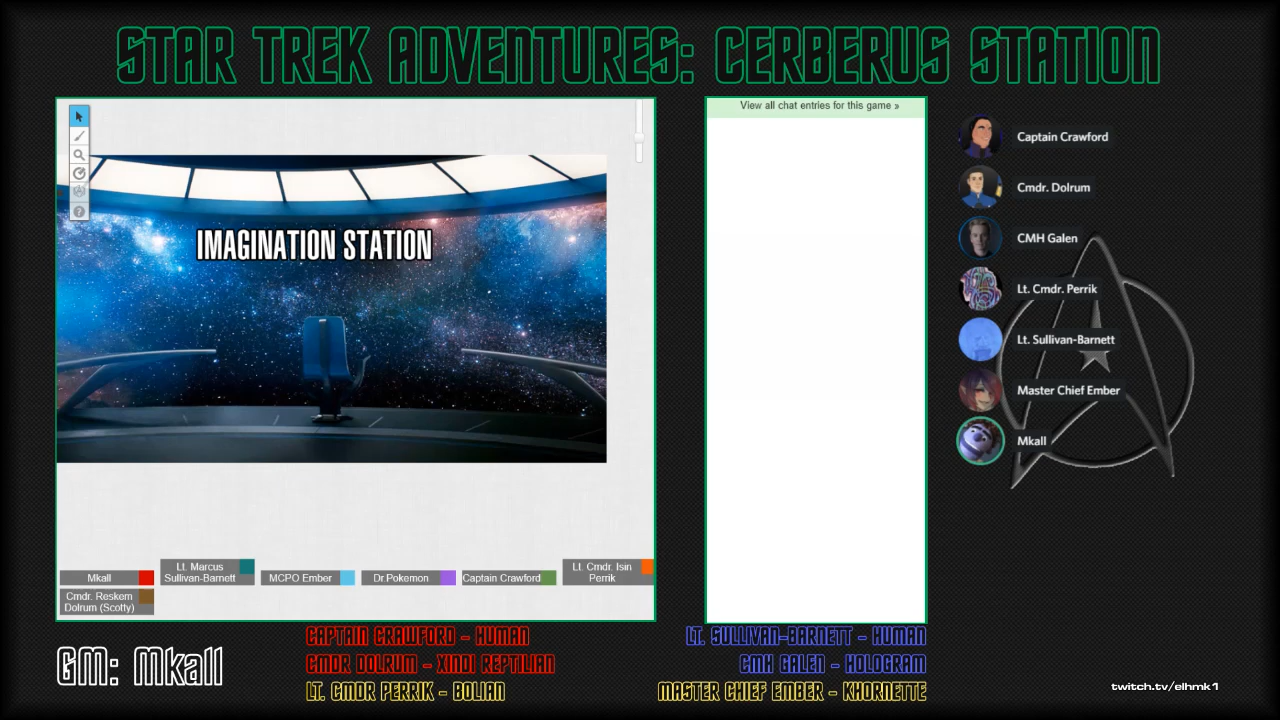 STAR TREK ADVENTURES: CERBERUS STATION
View all chat entries for this game »
IMAGINATION STATION
Captain Crawford
Cmdr. Dolrum
CMH Galen
Lt. Cmdr. Perrik
Lt. Sullivan-Barnett
Master Chief Ember
Mkall
Mkall
Lt. Marcus
Sullivan-Barnett
MCPO Ember
Dr.Pokemon
Captain Crawford
Lt. Cmdr. Isin
Perrik
Cmdr. Reskem
Dolrum (Scotty)
GM: Mkall
CAPTAIN CRAWFORD - HUMAN
CMDR DOLRUM - XINDI REPTILIAN
LT. CMDR PERRIK - BOLIAN
LT. SULLIVAN-BARNETT - HUMAN
CMH GALEN - HOLOGRAM
MASTER CHIEF EMBER - KHORNETTE
twitch.tv/elhmk1